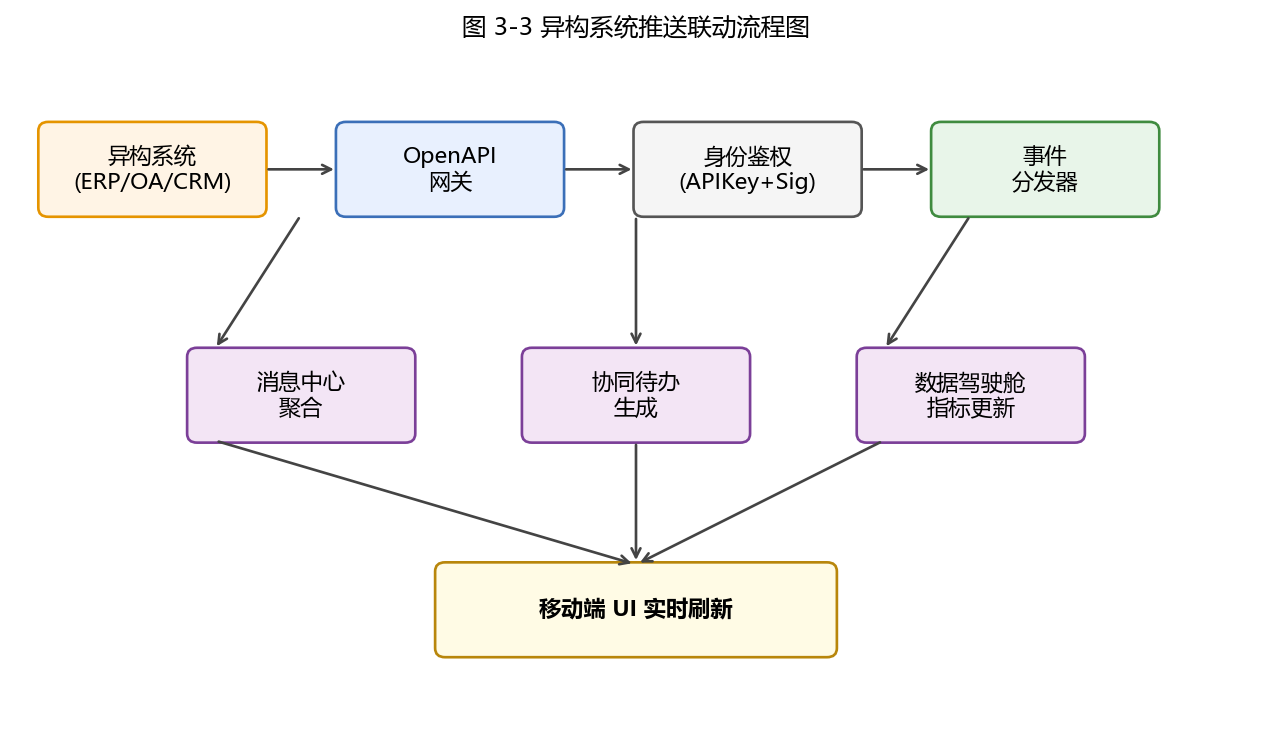 图 3-3 异构系统推送联动流程图
异构系统
(ERP/OA/CRM)
OpenAPI
网关
身份鉴权
(APIKey+Sig)
事件
分发器
消息中心
聚合
协同待办
生成
数据驾驶舱
指标更新
移动端 UI 实时刷新